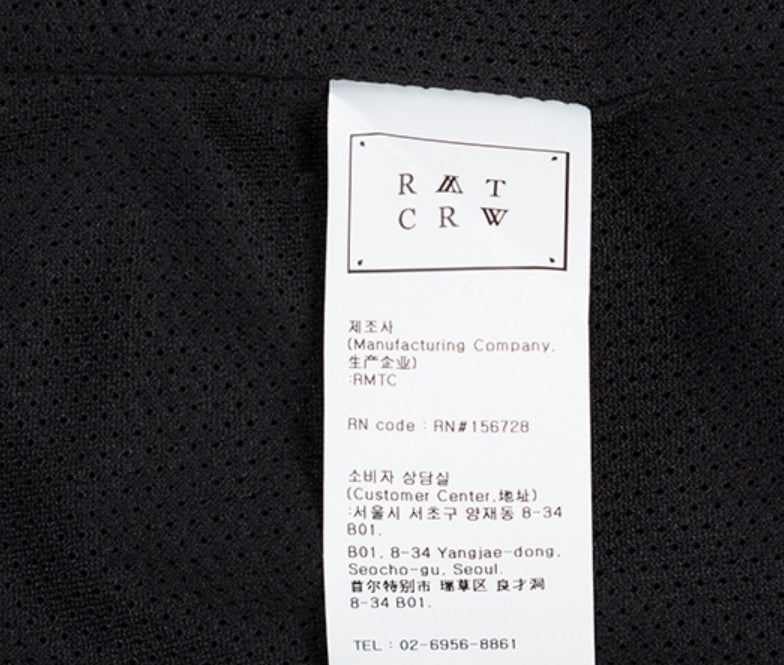 R M T
C R W
제조사
(Manufacturing Company,
生产企业)
:RMTC
RN code : RN#156728
소비자 상담실
(Customer Center,地址)
:서울시 서초구 양재동 8-34
B01.
B01, 8-34 Yangjae-dong,
Seocho-gu, Seoul.
首尔特别市 瑞草区 良才洞
8-34 B01.
TEL : 02-6956-8861